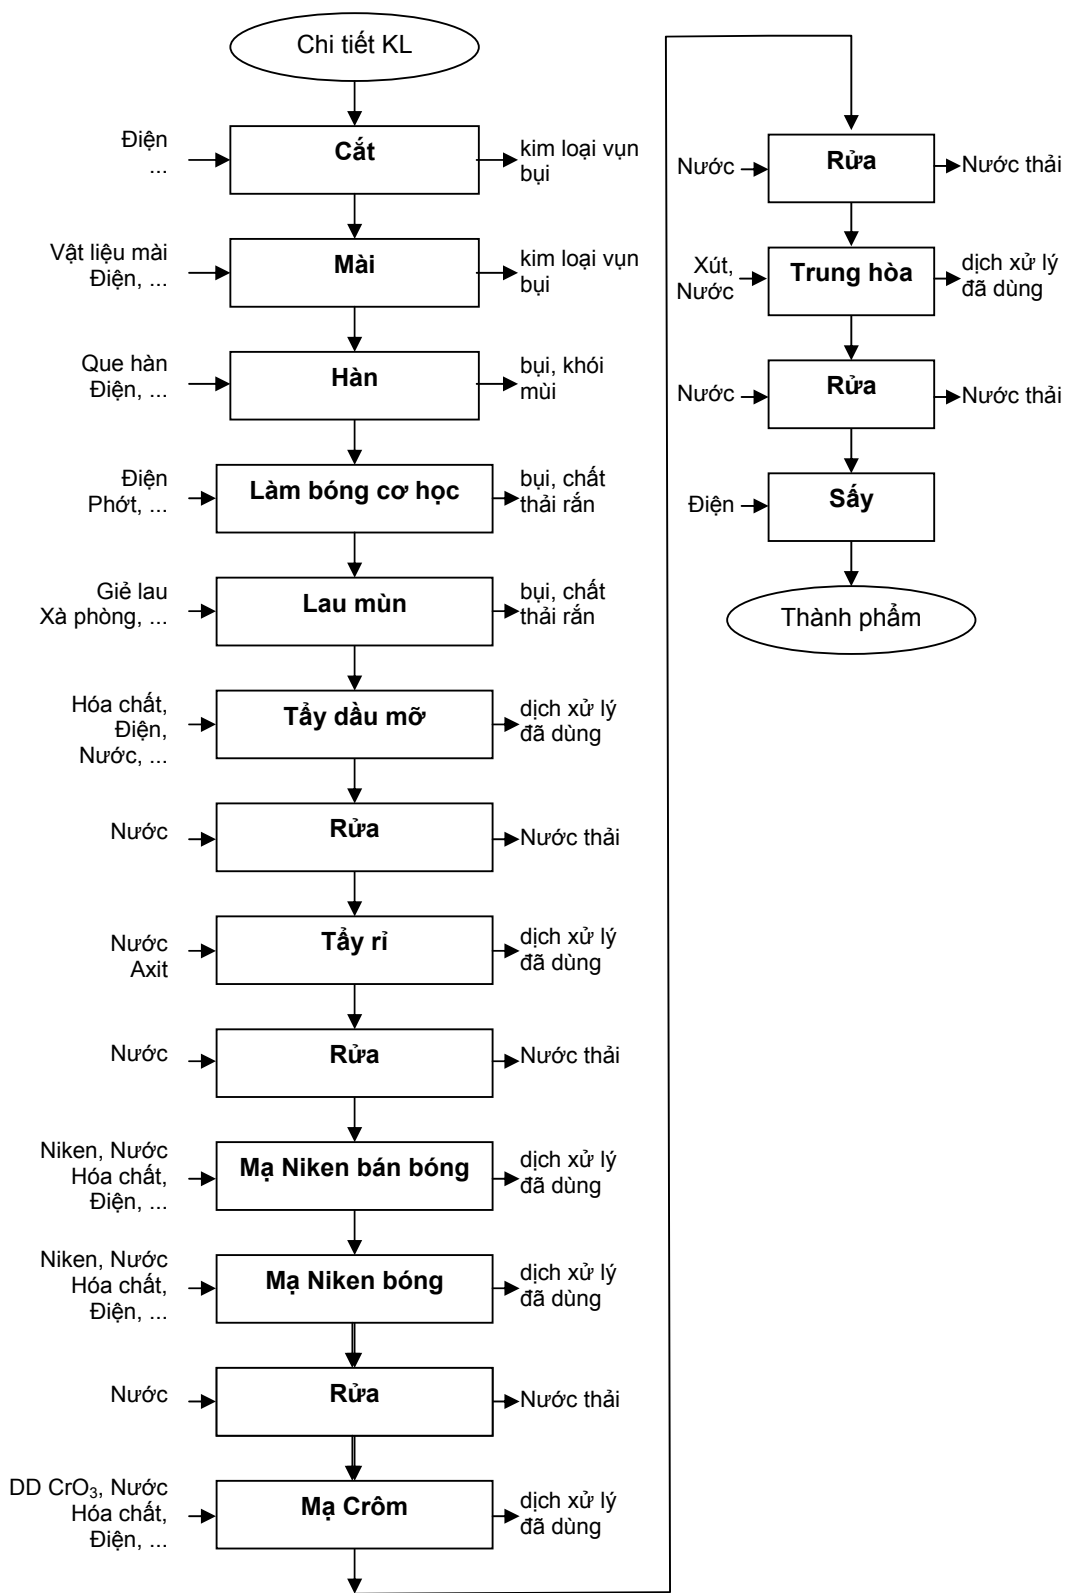 Chi tiết KL
Điện
...
Cắt
kim loại vụn
bụi
Vật liệu mài
Điện, ...
Mài
kim loại vụn
bụi
Que hàn
Điện, ...
Hàn
bụi, khói
mùi
Điện
Phớt, ...
Làm bóng cơ học
bụi, chất
thải rắn
Giẻ lau
Xà phòng, ...
Lau mùn
bụi, chất
thải rắn
Hóa chất,
Điện,
Nước, ...
Tẩy dầu mỡ
dịch xử lý
đã dùng
Nước
Rửa
Nước thải
Nước
Axit
Tẩy rỉ
dịch xử lý
đã dùng
Nước
Rửa
Nước thải
Niken, Nước
Hóa chất,
Điện, ...
Mạ Niken bán bóng
dịch xử lý
đã dùng
Niken, Nước
Hóa chất,
Điện, ...
Mạ Niken bóng
dịch xử lý
đã dùng
Nước
Rửa
Nước thải
DD CrO₃, Nước
Hóa chất,
Điện, ...
Mạ Crôm
dịch xử lý
đã dùng
Nước
Rửa
Nước thải
Xút,
Nước
Trung hòa
dịch xử lý
đã dùng
Nước
Rửa
Nước thải
Điện
Sấy
Thành phẩm